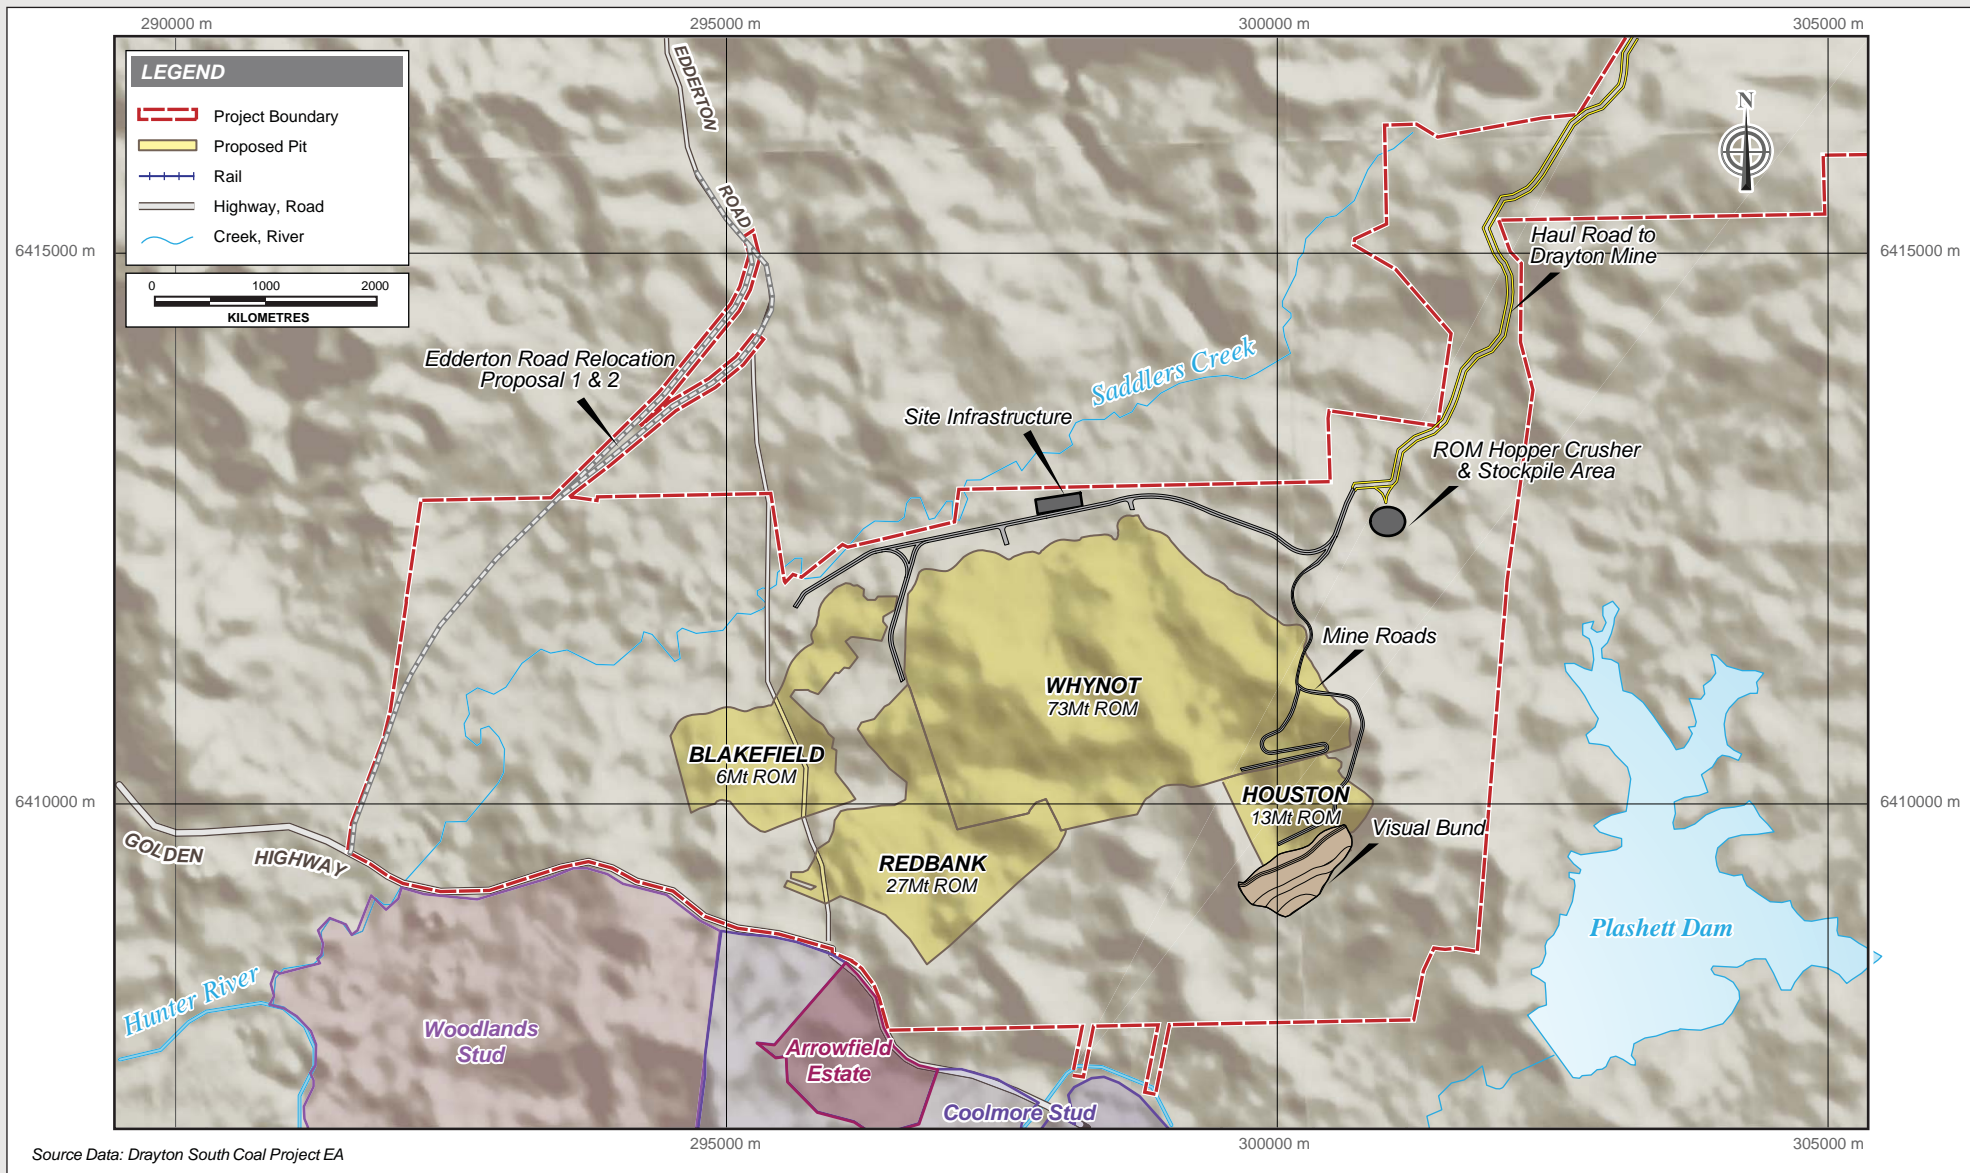 290000 m
295000 m
300000 m
305000 m
LEGEND
Project Boundary
Proposed Pit
Rail
Highway, Road
Creek, River
0
1000
2000
KILOMETRES
EDDERTON
ROAD
N
6415000 m
6415000 m
Haul Road to
Drayton Mine
Edderton Road Relocation
Proposal 1 & 2
Saddlers Creek
Site Infrastructure
ROM Hopper Crusher
& Stockpile Area
Mine Roads
WHYNOT
73Mt ROM
BLAKEFIELD
6Mt ROM
HOUSTON
13Mt ROM
6410000 m
6410000 m
Visual Bund
GOLDEN
HIGHWAY
REDBANK
27Mt ROM
Plashett Dam
Hunter River
Woodlands
Stud
Arrowfield
Estate
Coolmore Stud
295000 m
300000 m
305000 m
Source Data: Drayton South Coal Project EA